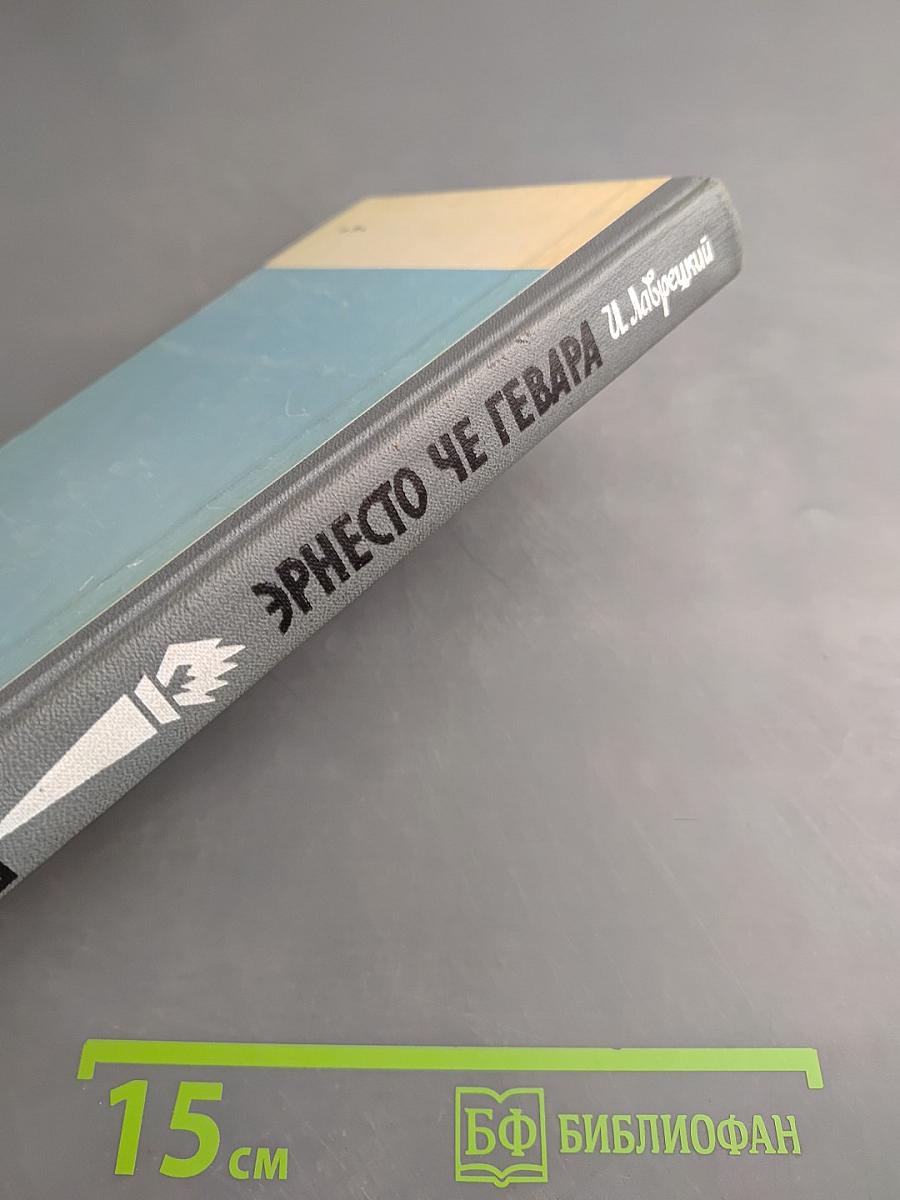 И. Лаврецкий
ЭРНЕСТО ЧЕ ГЕВАРА
15 см
БФ БИБЛИОФАН